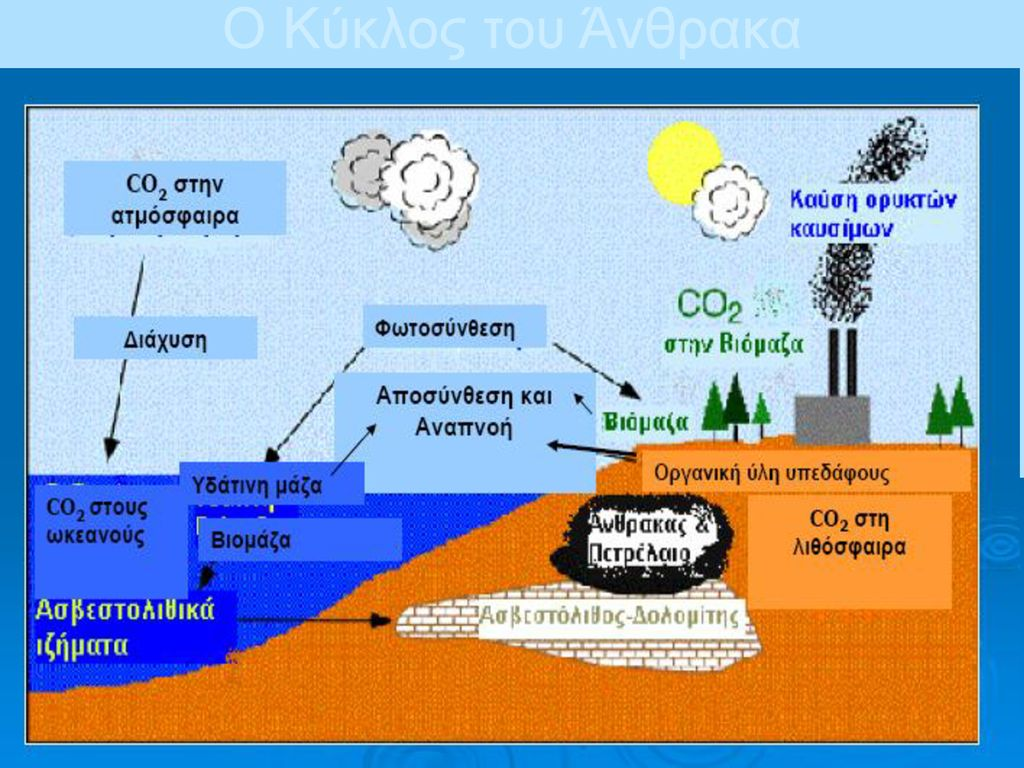 Ο Κύκλος του Άνθρακα
CO2 στην
ατμόσφαιρα
Καύση ορυκτών
καυσίμων
CO2
στην Βιόμαζα
Διάχυση
Φωτοσύνθεση
Αποσύνθεση και
Αναπνοή
Βιόμαζα
Οργανική ύλη υπεδάφους
Υδάτινη μάζα
CO2 στους
ωκεανούς
Βιομάζα
Άνθρακας &
Πετρέλαιο
CO2 στη
λιθόσφαιρα
Ασβεστολιθικά
ιζήματα
Ασβεστόλιθος-Δολομίτης